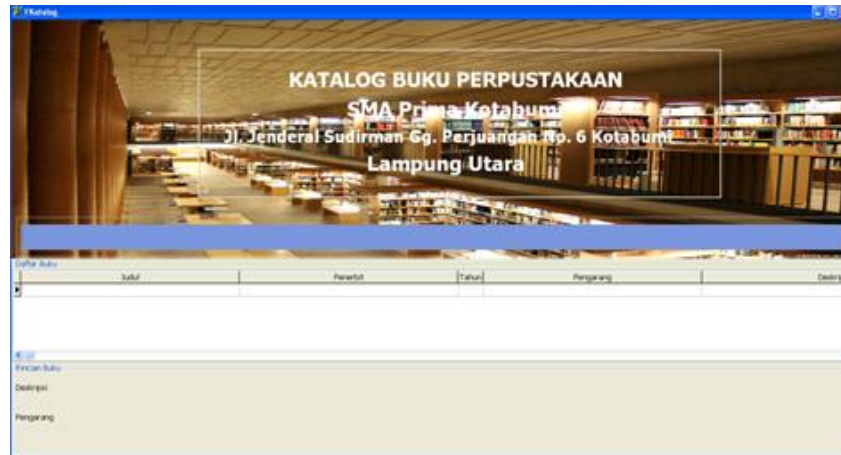 FKatalog
KATALOG BUKU PERPUSTAKAAN
SMA Prima Kotabumi
Jl. Jenderal Sudirman Gg. Perjuangan No. 6 Kotabumi
Lampung Utara
Daftar Buku
Judul Penerbit Tahun Pengarang Deskrip
Rincian Buku
Deskripsi
Pengarang